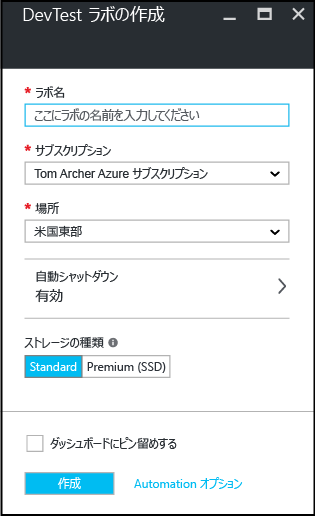 DevTest ラボの作成
* ラボ名
ここにラボの名前を入力してください
* サブスクリプション
Tom Archer Azure サブスクリプション
* 場所
米国東部
自動シャットダウン
有効
ストレージの種類
Standard Premium (SSD)
ダッシュボードにピン留めする
作成 Automation オプション